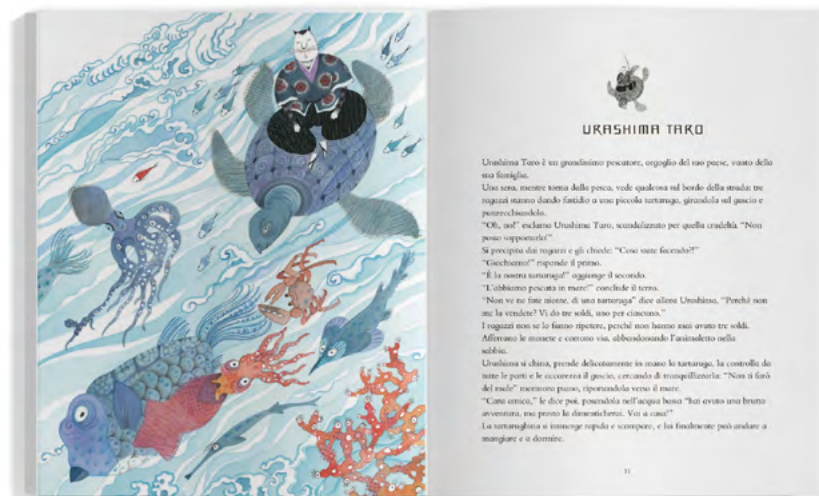 URASHIMA TARO
Urashima Taro è un grandissimo pescatore, orgoglio del suo paese, vanto della
sua famiglia.
Una sera, mentre torna dalla pesca, vede qualcosa sul bordo della strada: tre
ragazzi stanno dando fastidio a una piccola tartaruga, girandola sul guscio e
punzecchiandola.
“Oh, no!” esclama Urashima Taro, scandalizzato per quella crudeltà. “Non
posso sopportarlo!”
Si precipita dai ragazzi e gli chiede: “Cosa state facendo?!”
“Giochiamo!” risponde il primo.
“È la nostra tartaruga!” aggiunge il secondo.
“L’abbiamo pescata in mare!” conclude il terzo.
“Non ve ne fate niente, di una tartaruga” dice allora Urashima. “Perché non
me la vendete? Vi do tre soldi, uno per ciascuno.”
I ragazzi non se lo fanno ripetere, perché non hanno mai avuto tre soldi.
Afferrano le monete e corrono via, abbandonando l’animaletto nella
sabbia.
Urashima si china, prende delicatamente in mano la tartaruga, la controlla da
tutte le parti e le accarezza il guscio, cercando di tranquillizzarla: “Non ti farò
del male” mormora piano, riportandola verso il mare.
“Cara amica,” le dice poi, posandola nell’acqua bassa “hai avuto una brutta
avventura, ma presto la dimenticherai. Vai a casa!”
La tartarughina si immerge rapida e scompare, e lui finalmente può andare a
mangiare e a dormire.
11